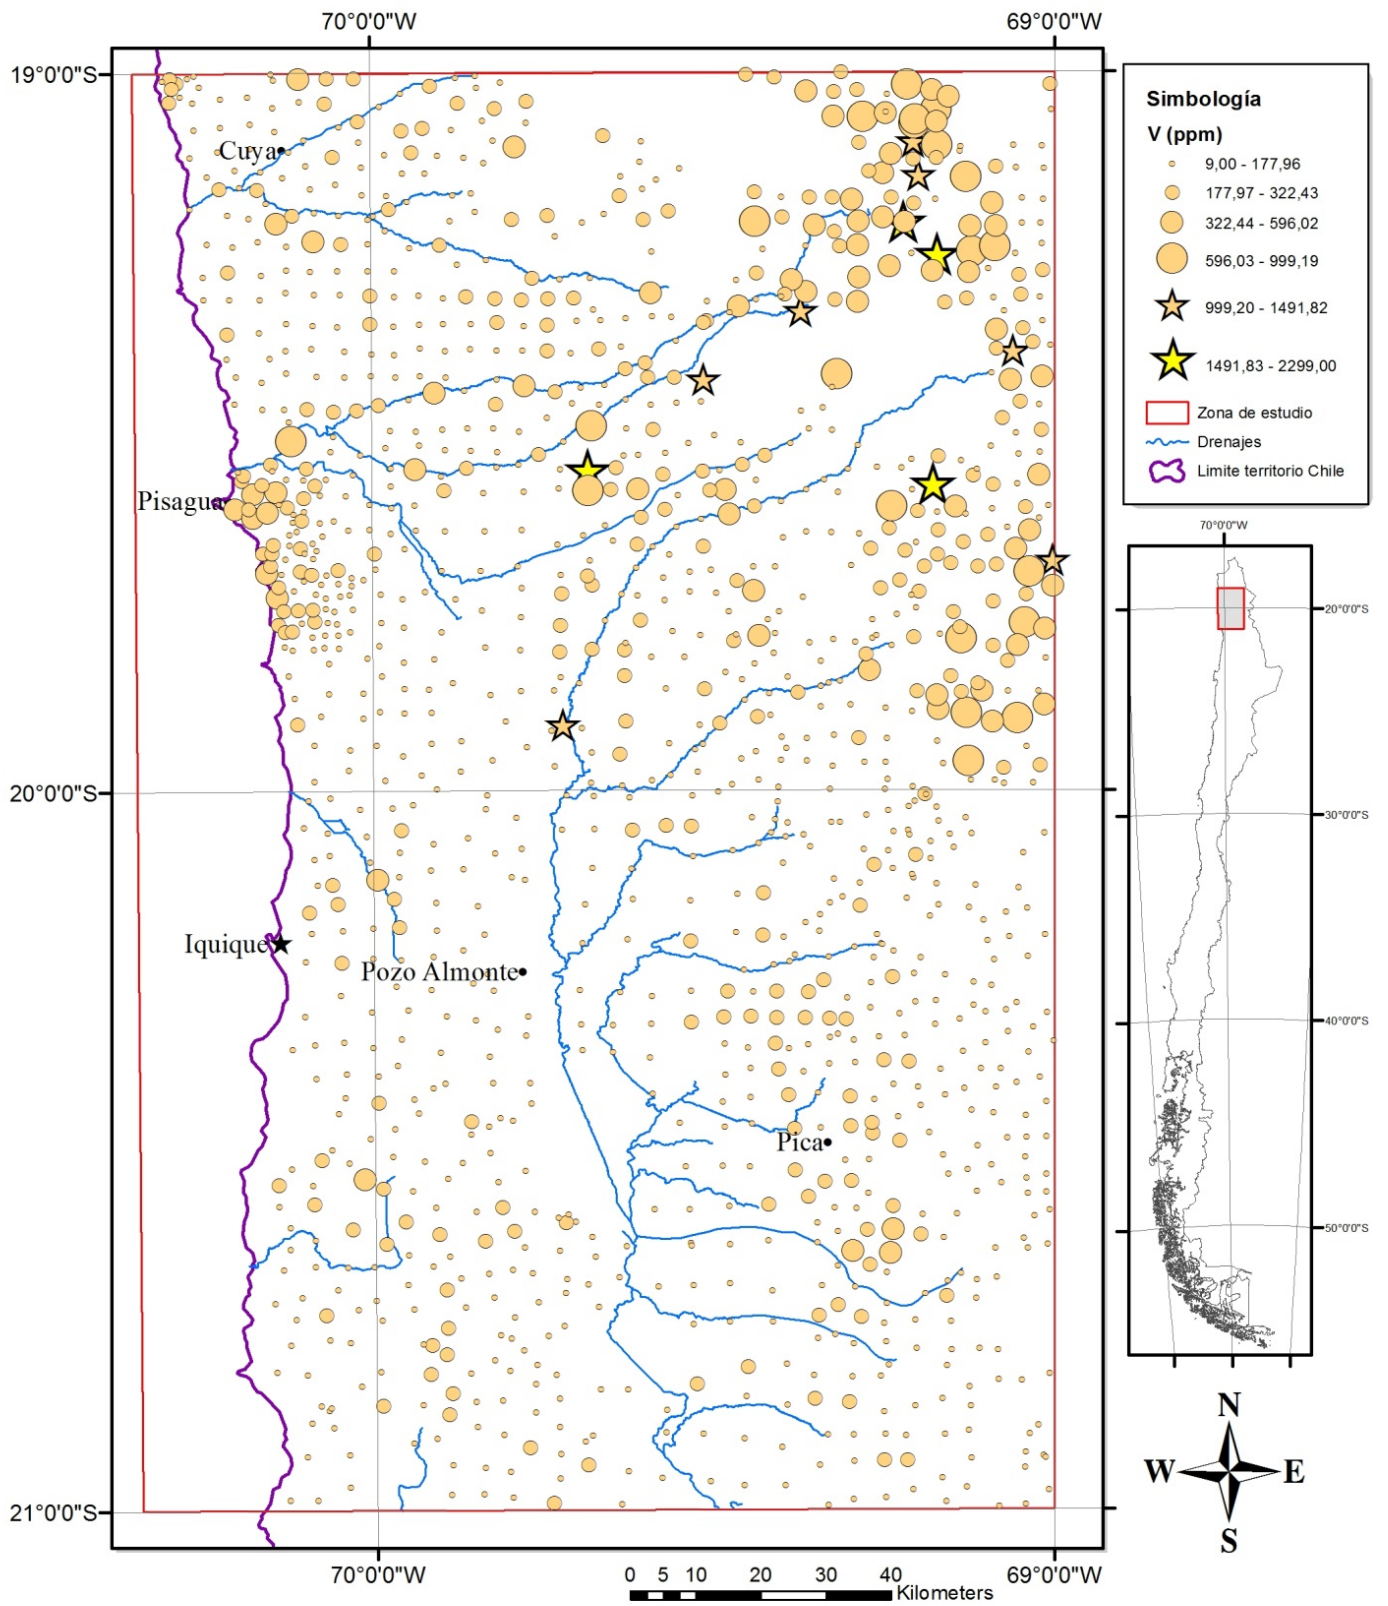 70°0'0"W
69°0'0"W
19°0'0"S
Cuya
Pisagua
20°0'0"S
Iquique
Pozo Almonte
Pica
21°0'0"S
70°0'0"W
69°0'0"W
0 5 10 20 30 40
Kilometers
Simbología
V (ppm)
9,00 - 177,96
177,97 - 322,43
322,44 - 596,02
596,03 - 999,19
999,20 - 1491,82
1491,83 - 2299,00
Zona de estudio
Drenajes
Limite territorio Chile
70°0'0"W
20°0'0"S
30°0'0"S
40°0'0"S
50°0'0"S
N
W E
S